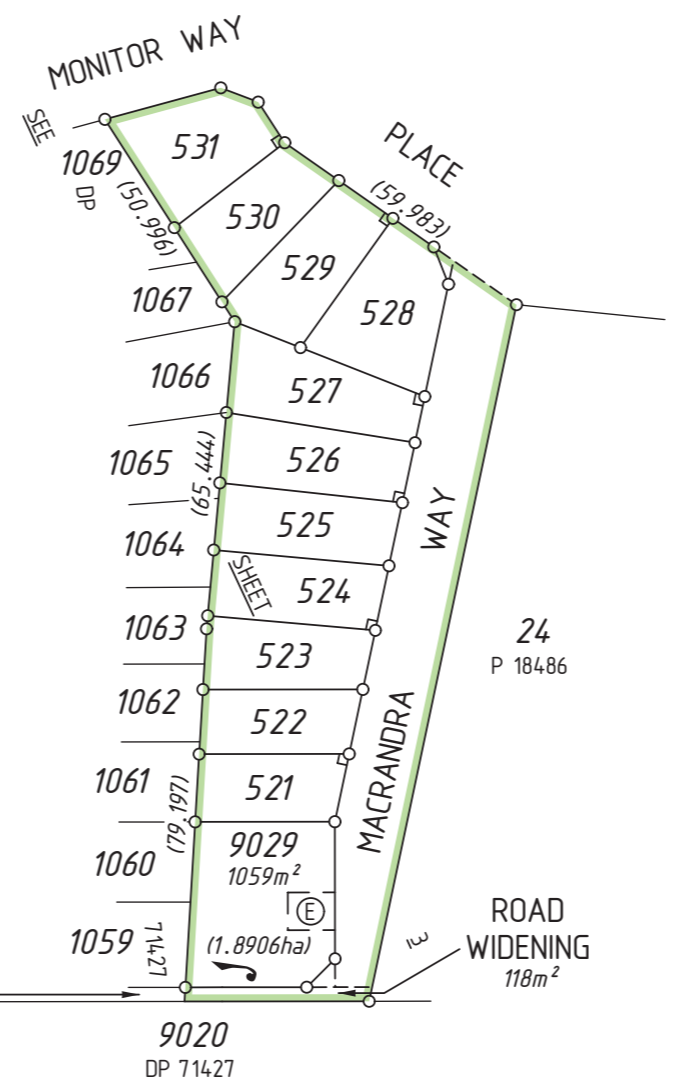 MONITOR WAY
SEE
1069
DP
531
PLACE
(50.996)
530
(59.983)
529
1067
528
1066
527
1065
526
(65.444)
525
WAY
1064
SHEET
524
1063
523
24
P 18486
1062
522
MACRANDRA
1061
521
(79.197)
9029
1059m²
1060
E
ROAD
WIDENING
118m²
1059
71427
(1.8906ha)
3
9020
DP 71427